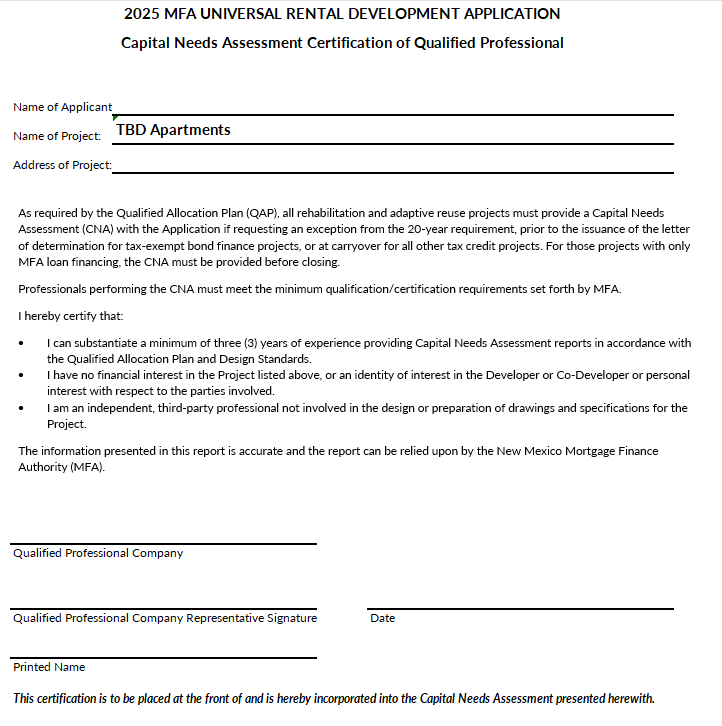 2025 MFA UNIVERSAL RENTAL DEVELOPMENT APPLICATION
Capital Needs Assessment Certification of Qualified Professional
Name of Applicant
Name of Project: TBD Apartments
Address of Project:
As required by the Qualified Allocation Plan (QAP), all rehabilitation and adaptive reuse projects must provide a Capital Needs
Assessment (CNA) with the Application if requesting an exception from the 20-year requirement, prior to the issuance of the letter
of determination for tax-exempt bond finance projects, or at carryover for all other tax credit projects. For those projects with only
MFA loan financing, the CNA must be provided before closing.
Professionals performing the CNA must meet the minimum qualification/certification requirements set forth by MFA.
I hereby certify that:
• I can substantiate a minimum of three (3) years of experience providing Capital Needs Assessment reports in accordance with
the Qualified Allocation Plan and Design Standards.
• I have no financial interest in the Project listed above, or an identity of interest in the Developer or Co-Developer or personal
interest with respect to the parties involved.
• I am an independent, third-party professional not involved in the design or preparation of drawings and specifications for the
Project.
The information presented in this report is accurate and the report can be relied upon by the New Mexico Mortgage Finance
Authority (MFA).
Qualified Professional Company
Qualified Professional Company Representative Signature Date
Printed Name
This certification is to be placed at the front of and is hereby incorporated into the Capital Needs Assessment presented herewith.